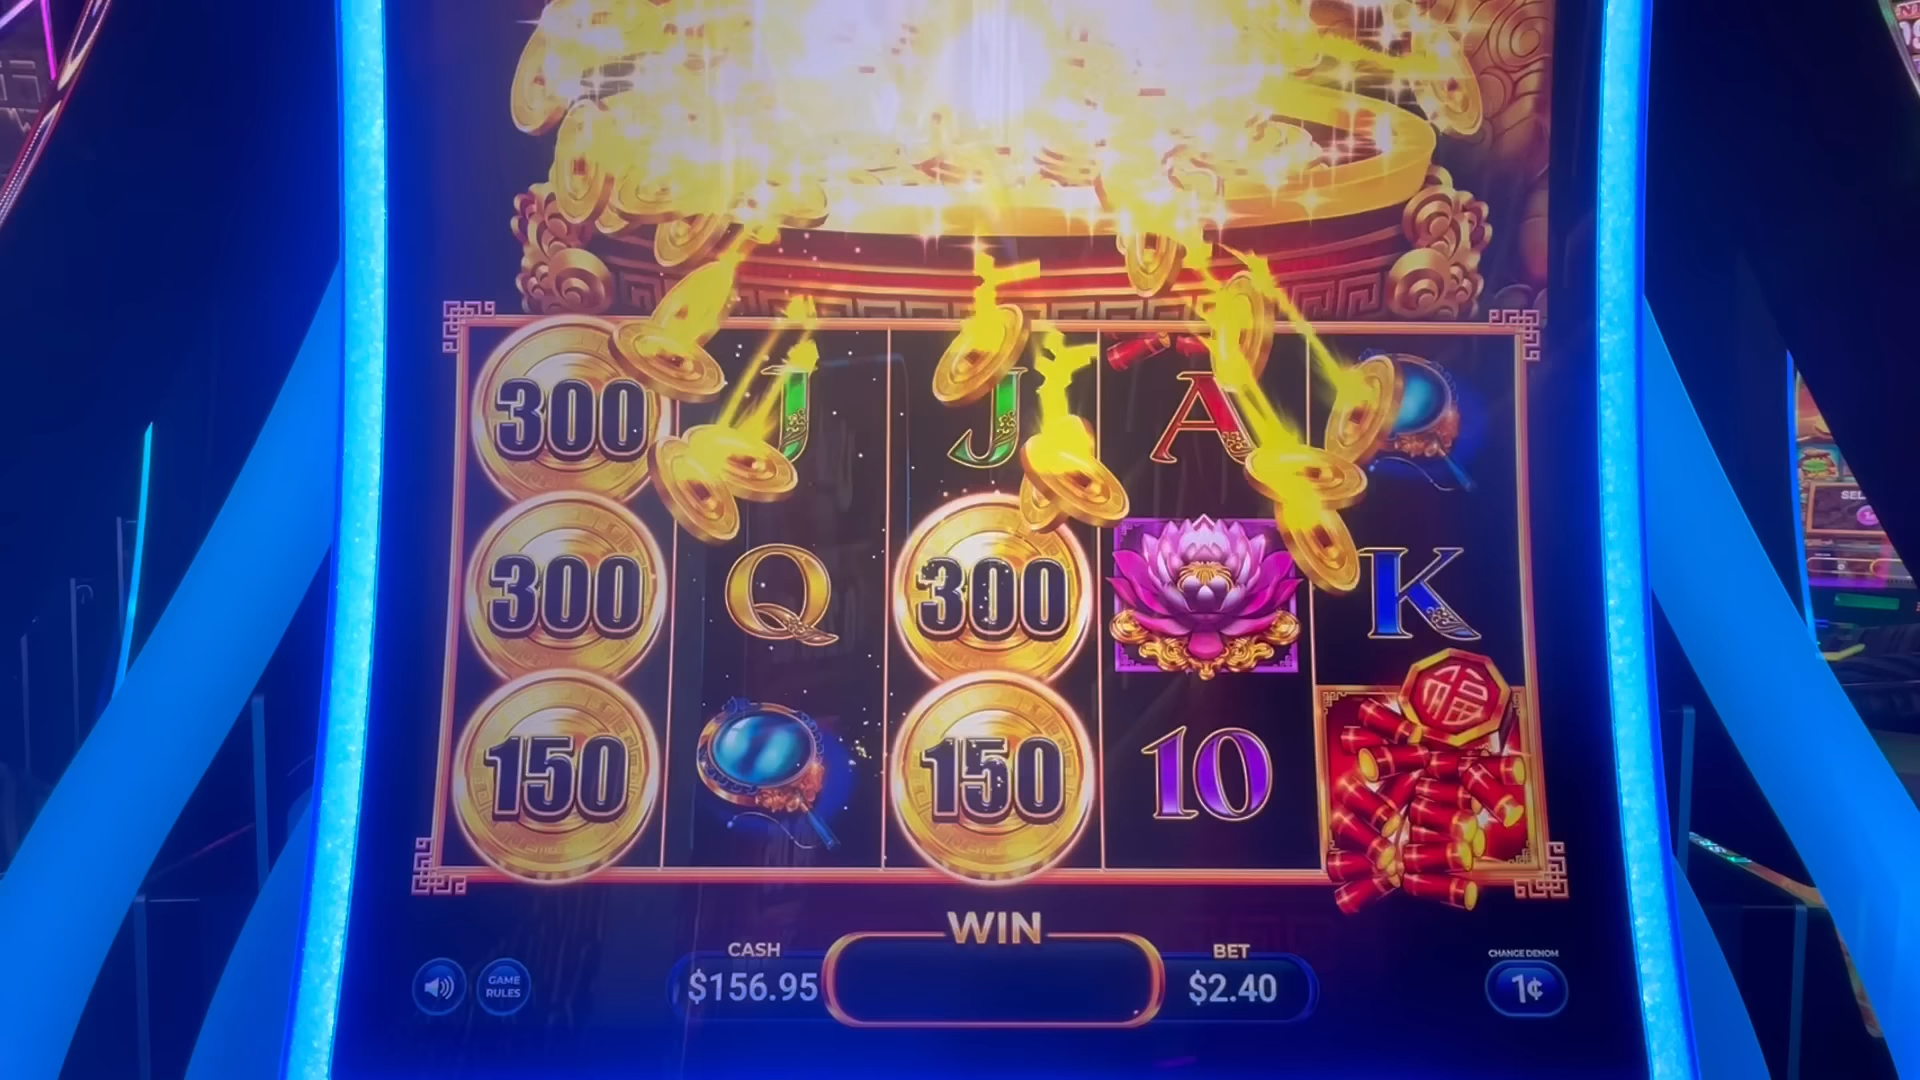 300 J J A
300 Q 300 K
150 150 10 福
WIN
CASH BET CHANGE DENOM
GAME RULES $156.95 $2.40 1¢
SEL